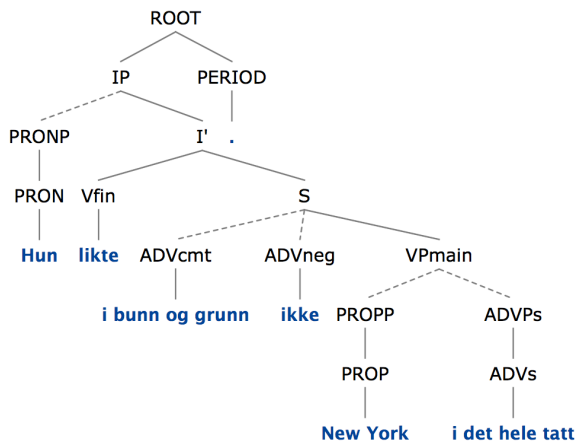 ROOT
IP PERIOD
PRONP I' .
PRON Vfin S
Hun likte ADVcmt ADVneg VPmain
i bunn og grunn ikke PROPP ADVPs
PROP ADVs
New York i det hele tatt